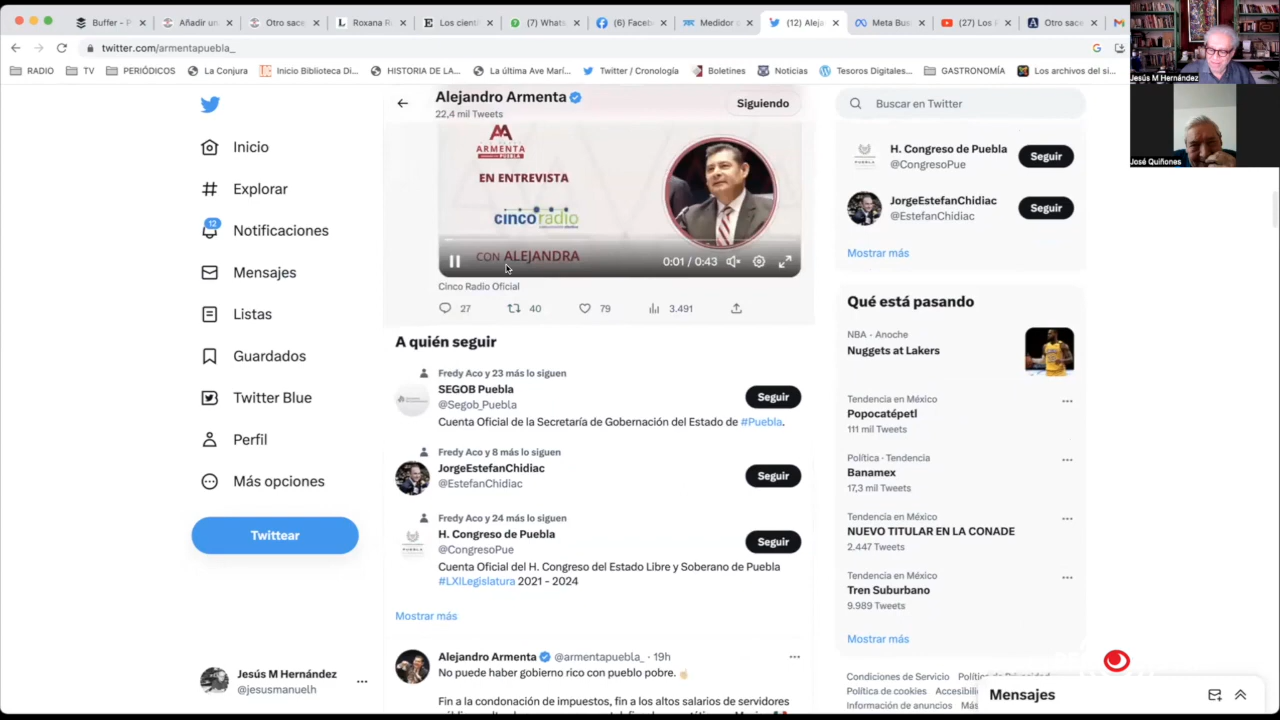 Buffer - P
Añadir un
Otro sace
Roxana R
Los cientí
(7) Whats
(6) Faceb
Medidor
(12) Aleja
Meta Bus
(27) Los
Otro sace
twitter.com/armentapuebla_
RADIO
TV
PERIÓDICOS
La Conjura
Inicio Biblioteca Di...
HISTORIA DE LA...
La última Ave Marí...
Twitter / Cronología
Boletines
Noticias
Tesoros Digitales...
GASTRONOMÍA
Los archivos del si...
Jesús M Hernández
José Quiñones
Inicio
Explorar
12
Notificaciones
Mensajes
Listas
Guardados
Twitter Blue
Perfil
Más opciones
Twittear
Jesús M Hernández
@jesusmanuelh
Alejandro Armenta
22,4 mil Tweets
Siguiendo
ARMENTA
EN ENTREVISTA
cincoradio
CON ALEJANDRA
0:01 / 0:43
Cinco Radio Oficial
27
40
79
3.491
A quién seguir
Fredy Aco y 23 más lo siguen
SEGOB Puebla
@Segob_Puebla
Seguir
Cuenta Oficial de la Secretaría de Gobernación del Estado de #Puebla.
Fredy Aco y 8 más lo siguen
JorgeEstefanChidiac
@EstefanChidiac
Seguir
Fredy Aco y 24 más lo siguen
H. Congreso de Puebla
@CongresoPue
Seguir
Cuenta Oficial del H. Congreso del Estado Libre y Soberano de Puebla
#LXILegislatura 2021 - 2024
Mostrar más
Alejandro Armenta @armentapuebla_ · 19h
No puede haber gobierno rico con pueblo pobre.
Fin a la condonación de impuestos, fin a los altos salarios de servidores
Buscar en Twitter
H. Congreso de Puebla
@CongresoPue
Seguir
JorgeEstefanChidiac
@EstefanChidiac
Seguir
Mostrar más
Qué está pasando
NBA · Anoche
Nuggets at Lakers
Tendencia en México
Popocatépetl
111 mil Tweets
Política · Tendencia
Banamex
17,3 mil Tweets
Tendencia en México
NUEVO TITULAR EN LA CONADE
2.447 Tweets
Tendencia en México
Tren Suburbano
9.989 Tweets
Mostrar más
Condiciones de Servicio
Política de cookies
Información de anuncios
Mensajes